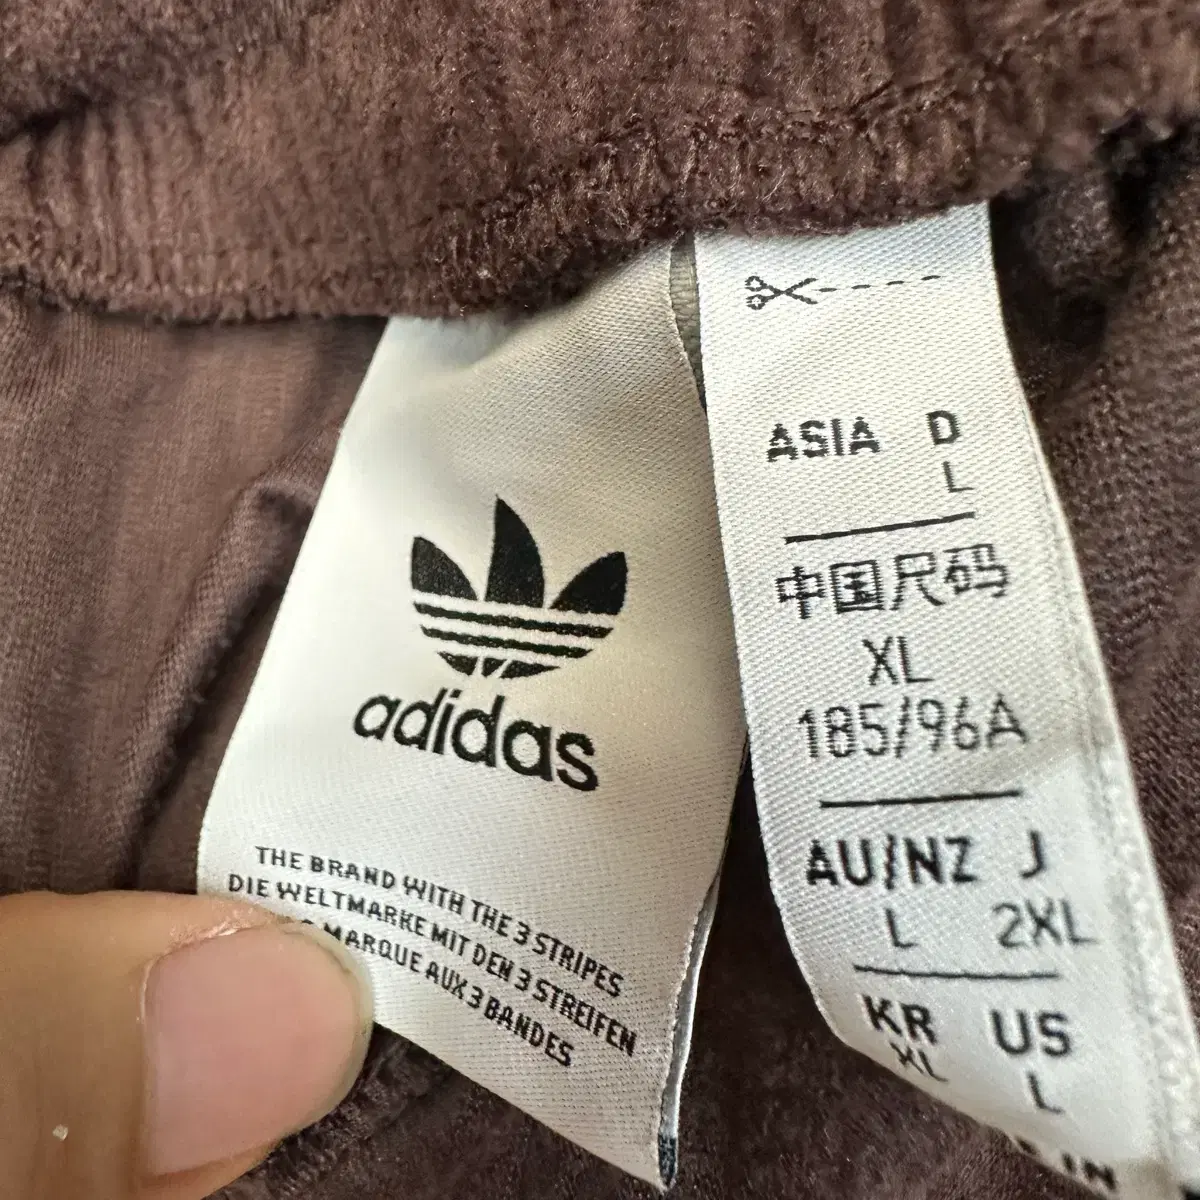 adidas
THE BRAND WITH THE 3 STRIPES
DIE WELTMARKE MIT DEN 3 STREIFEN
MARQUE AUX 3 BANDES
ASIA D
L
中国尺码
XL
185/96A
AU/NZ J
L 2XL
KR US
XL L
IN